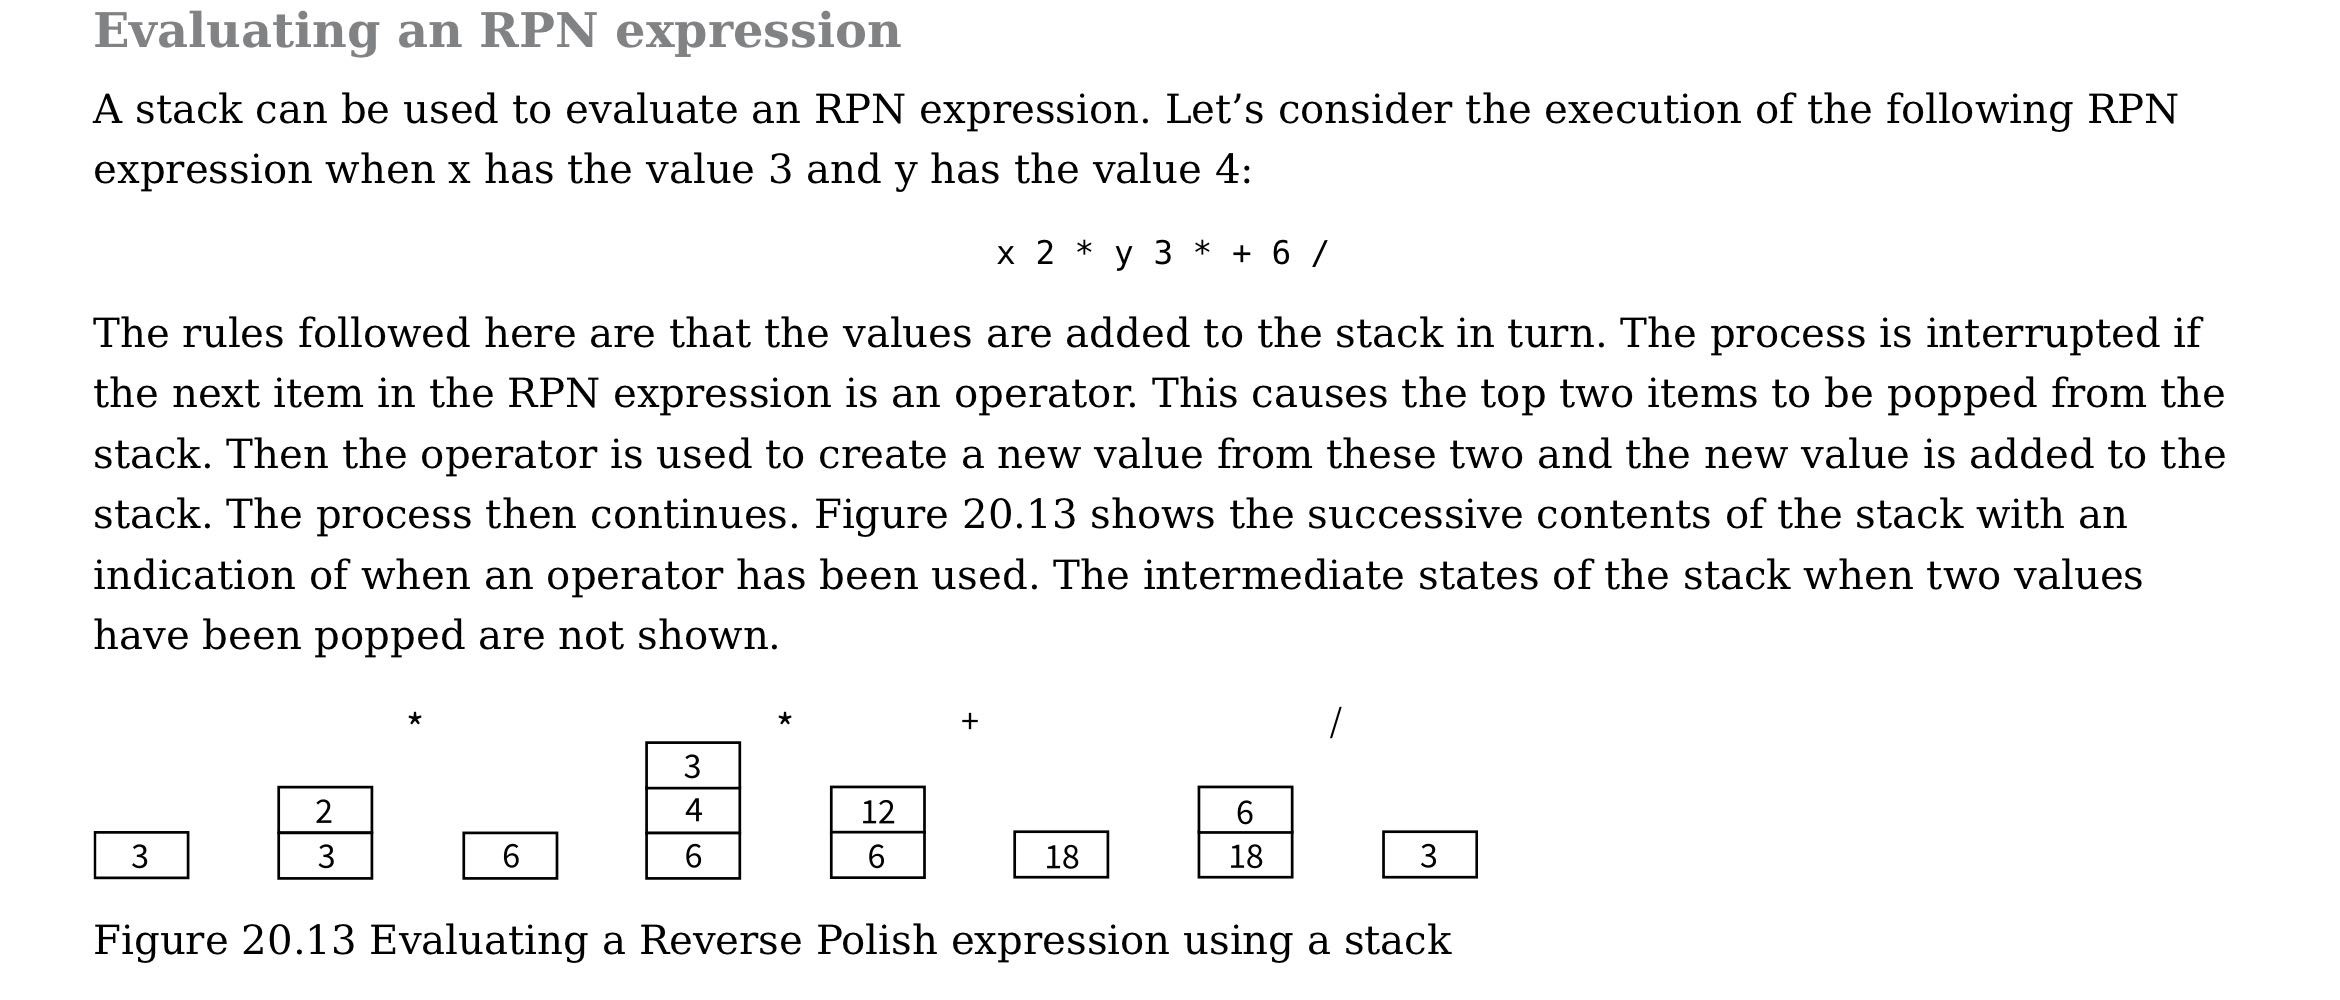 Evaluating an RPN expression
A stack can be used to evaluate an RPN expression. Let’s consider the execution of the following RPN
expression when x has the value 3 and y has the value 4:
x 2 * y 3 * + 6 /
The rules followed here are that the values are added to the stack in turn. The process is interrupted if
the next item in the RPN expression is an operator. This causes the top two items to be popped from the
stack. Then the operator is used to create a new value from these two and the new value is added to the
stack. The process then continues. Figure 20.13 shows the successive contents of the stack with an
indication of when an operator has been used. The intermediate states of the stack when two values
have been popped are not shown.
* * + /
3
2 4 12 6
3 3 6 6 6 18 18 3
Figure 20.13 Evaluating a Reverse Polish expression using a stack